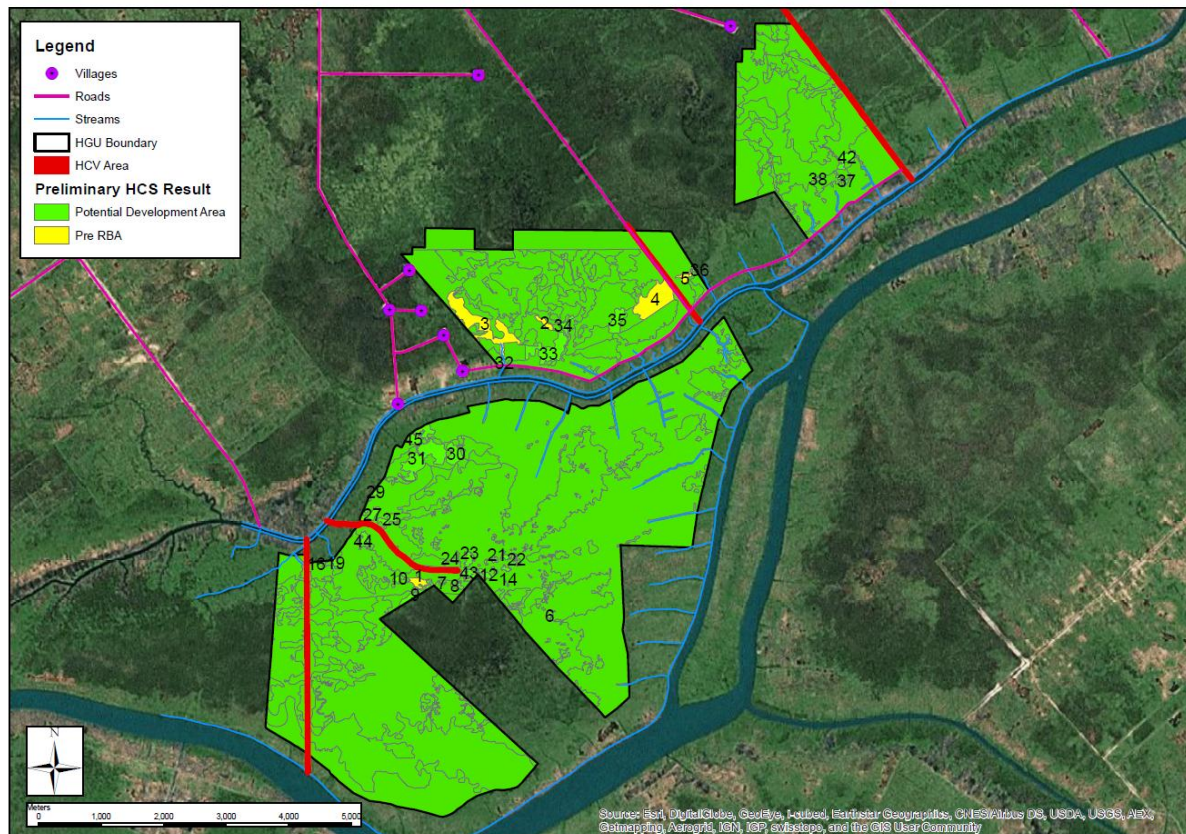 Legend
Villages
Roads
Streams
HGU Boundary
HCV Area
Preliminary HCS Result
Potential Development Area
Pre RBA
42
38 37
36
5
4
3 2 34 35
33
32
45
31 30
29
27 25
44
16 19
24 23 21 22
10 1 43 12 14
7 8
9
6
N
Meters
0 1,000 2,000 3,000 4,000 5,000
Source: Esri, DigitalGlobe, GeoEye, i-cubed, Earthstar Geographics, CNES/Airbus DS, USDA, USGS, AEX,
Getmapping, Aerogrid, IGN, IGP, swisstopo, and the GIS User Community